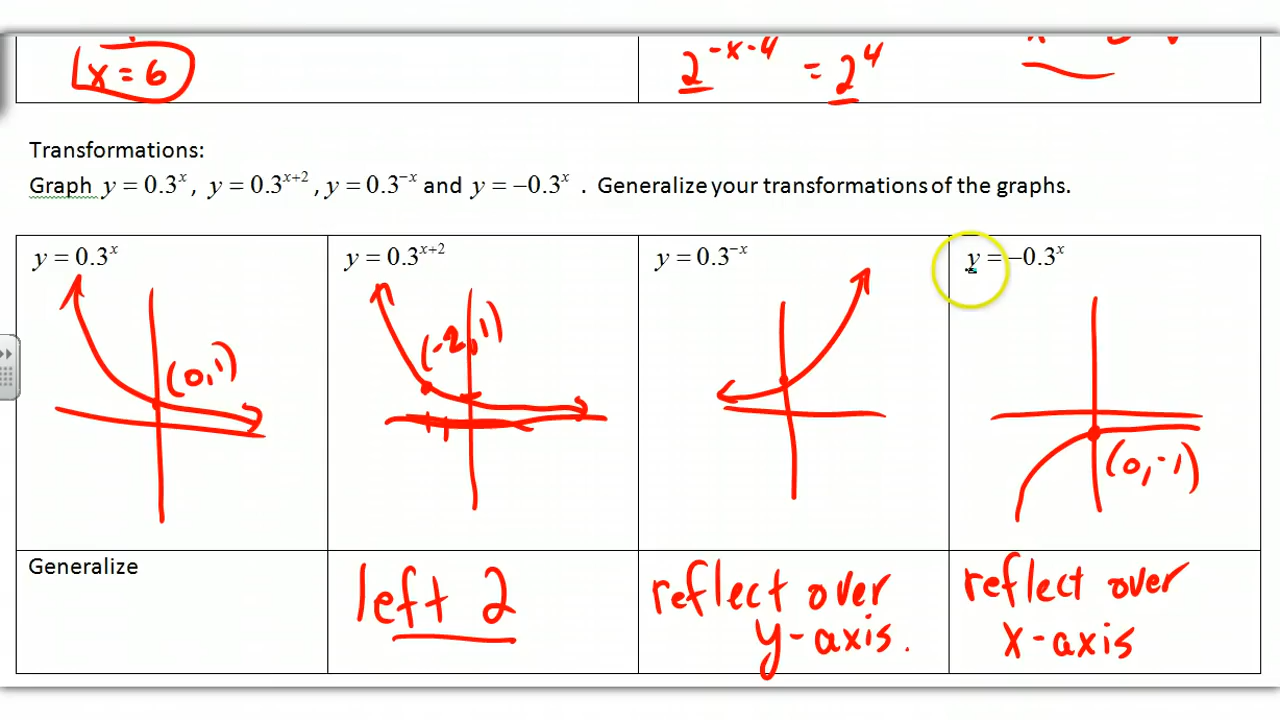 x = 6
2^{-x-4} = 2^4
Transformations:
Graph y = 0.3^x , y = 0.3^{x+2} , y = 0.3^{-x} and y = -0.3^x . Generalize your transformations of the graphs.
y = 0.3^x
(0,1)
y = 0.3^{x+2}
(-2,1)
y = 0.3^{-x}
y = -0.3^x
(0,-1)
Generalize
left 2
reflect over
y-axis.
reflect over
x-axis